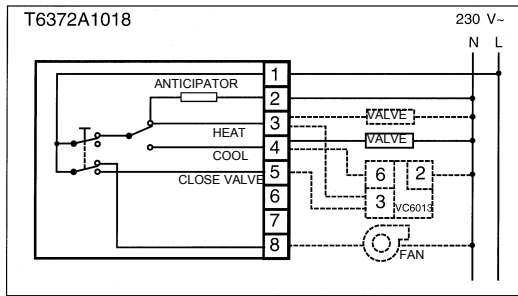 T6372A1018
230 V~
N L
1
ANTICIPATOR
2
VALVE
3
HEAT
VALVE
4
COOL
6 2
CLOSE VALVE
5
3
VC6013
6
7
8
FAN